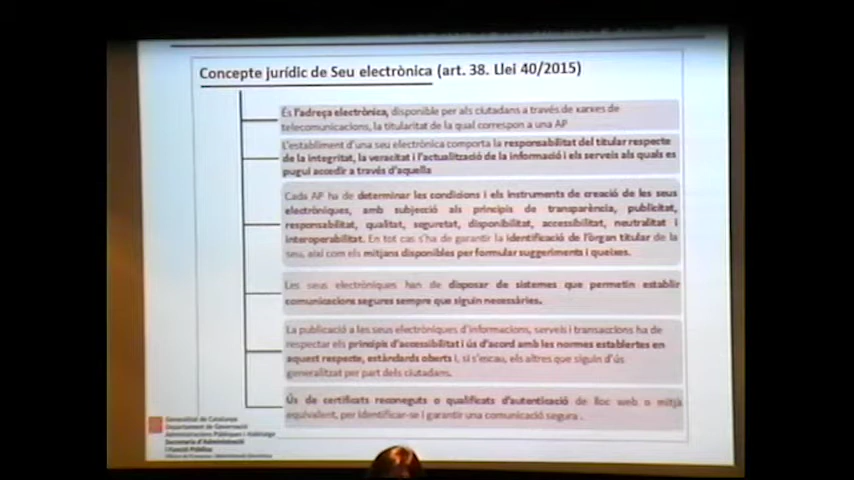 Concepte jurídic de Seu electrònica (art. 38. Llei 40/2015)
És l'adreça electrònica, disponible per als ciutadans a través de xarxes de
telecomunicacions, la titularitat de la qual correspon a una AP
L'establiment d'una seu electrònica comporta la responsabilitat del titular respecte
de la integritat, la veracitat i l'actualització de la informació i els serveis als quals es
pugui accedir a través d'aquella
Cada AP ha de determinar les condicions i els instruments de creació de les seus
electròniques, amb subjecció als principis de transparència, publicitat,
responsabilitat, qualitat, seguretat, disponibilitat, accessibilitat, neutralitat i
interoperabilitat. En tot cas s'ha de garantir la identificació de l'òrgan titular de la
seu, així com els mitjans disponibles per formular suggeriments i queixes.
Les seus electròniques han de disposar de sistemes que permetin establir
comunicacions segures sempre que siguin necessàries.
La publicació a les seus electròniques d'informacions, serveis i transaccions ha de
respectar els principis d'accessibilitat i ús d'acord amb les normes establertes en
aquest respecte, estàndards oberts i, si s'escau, els altres que siguin d'ús
generalitzat per part dels ciutadans.
Ús de certificats reconeguts o qualificats d'autenticació de lloc web o mitjà
equivalent, per identificar-se i garantir una comunicació segura .
Generalitat de Catalunya
Departament de Governació
Administracions Públiques i Habitatge
Secretaria d'Administració
i Funció Pública